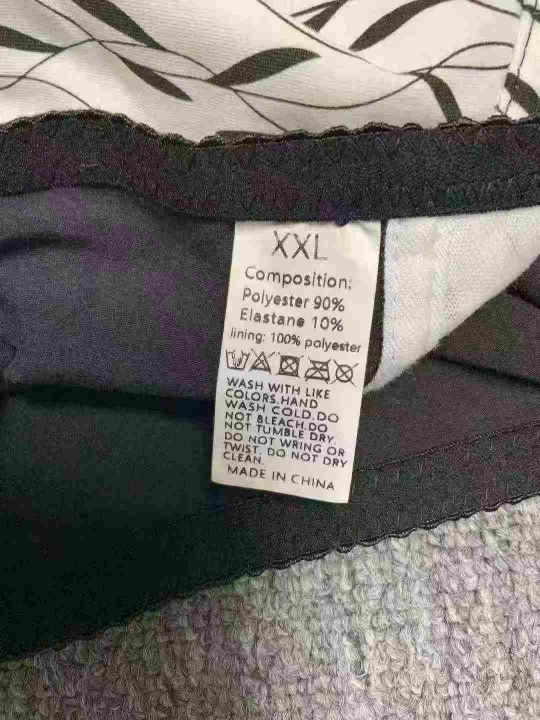 XXL
Composition:
Polyester 90%
Elastane 10%
lining: 100% polyester
WASH WITH LIKE
COLORS.HAND
WASH COLD.DO
NOT BLEACH.DO
NOT TUMBLE DRY.
DO NOT WRING OR
TWIST. DO NOT DRY
CLEAN.
MADE IN CHINA